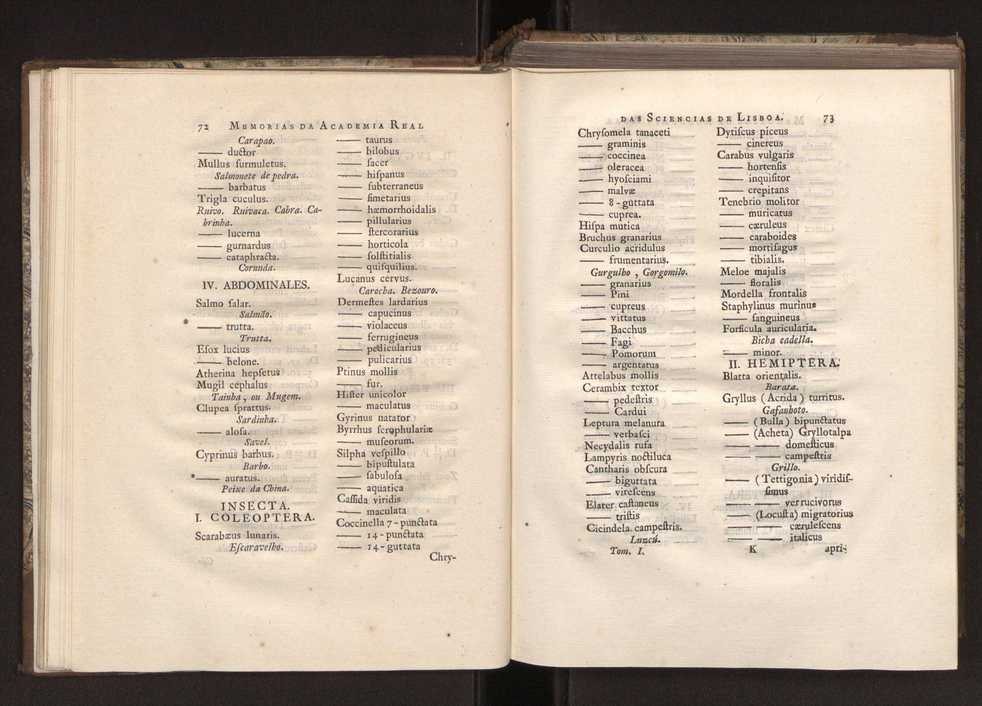 72 MEMORIAS DA ACADEMIA REAL
Carapao.
—— ductor
Mullus ſurmuletus.
Salmonete de pedra.
—— barbatus
Trigla cuculus.
Ruivo. Ruivaca. Cabra. Ca-
brinha.
—— lucerna
—— gurnardus
—— cataphracta.
Corunda.
IV. ABDOMINALES.
Salmo ſalar.
Salmão.
* —— trutta.
Trutta.
Eſox lucius
—— belone.
Atherina hepſetus
Mugil cephalus
Tainha, ou Mugem.
Clupea ſprattus.
Sardinha.
—— aloſa.
Savel.
Cyprinus barbus.
Barbo.
* —— auratus.
Peixe da China.
INSECTA.
I. COLEOPTERA.
Scarabæus lunaris.
Eſcaravelho.
—— taurus
—— bilobus
—— ſacer
—— hiſpanus
—— ſubterraneus
—— fimetarius
—— hæmorrhoidalis
—— pillularius
—— ſtercorarius
—— horticola
—— ſolſtitialis
—— quiſquilius.
Lucanus cervus.
Carocha. Bezouro.
Dermeſtes lardarius
—— capucinus
—— violaceus
—— ferrugineus
—— pedicularius
—— pulicarius
Ptinus mollis
—— fur.
Hiſter unicolor
—— maculatus
Gyrinus natator
Byrrhus ſcrophulariæ
—— muſeorum.
Silpha veſpillo
—— bipuſtulata
—— ſabuloſa
—— aquatica
Caſſida viridis
—— maculata
Coccinella 7-punctata
—— 14-punctata
—— 14-guttata
Chry-
DAS SCIENCIAS DE LISBOA. 73
Chryſomela tanaceti
—— graminis
—— coccinea
—— oleracea
—— hyoſciami
—— malvæ
—— 8-guttata
—— cuprea.
Hiſpa mutica
Bruchus granarius
Curculio acridulus
—— frumentarius.
Gurgulho, Gorgomilo.
—— granarius
—— Pini
—— cupreus
—— vittatus
—— Bacchus
—— Fagi
—— Pomorum
—— argentatus
Attelabus mollis
Cerambix textor
—— pedeſtris
—— Cardui
Leptura melanura
—— verbaſci
Necydalis rufa
Lampyris noctiluca
Cantharis obſcura
—— biguttata
—— vireſcens
Elater caſtaneus
—— triſtis
Cicindela campeſtris.
Luzcú.
Tom. I.
Dytiſcus piceus
—— cinereus
Carabus vulgaris
—— hortenſis
—— inquiſitor
—— crepitans
Tenebrio molitor
—— muricatus
—— cæruleus
—— caraboides
—— mortiſagus
—— tibialis.
Meloe majalis
—— floralis
Mordella frontalis
Staphylinus murinus
—— ſanguineus
Forficula auricularia.
Bicha cadella.
—— minor.
II. HEMIPTERA.
Blatta orientalis.
Barata.
Gryllus (Acrida) turritus.
Gafanhoto.
—— (Bulla) bipunctatus
—— (Acheta) Gryllotalpa
—— —— domeſticus
—— —— campeſtris
Grillo.
—— (Tettigonia) viridiſ-
ſimus
—— —— verrucivorus
—— (Locuſta) migratorius
—— —— cæruleſcens
—— —— italicus
K apri-